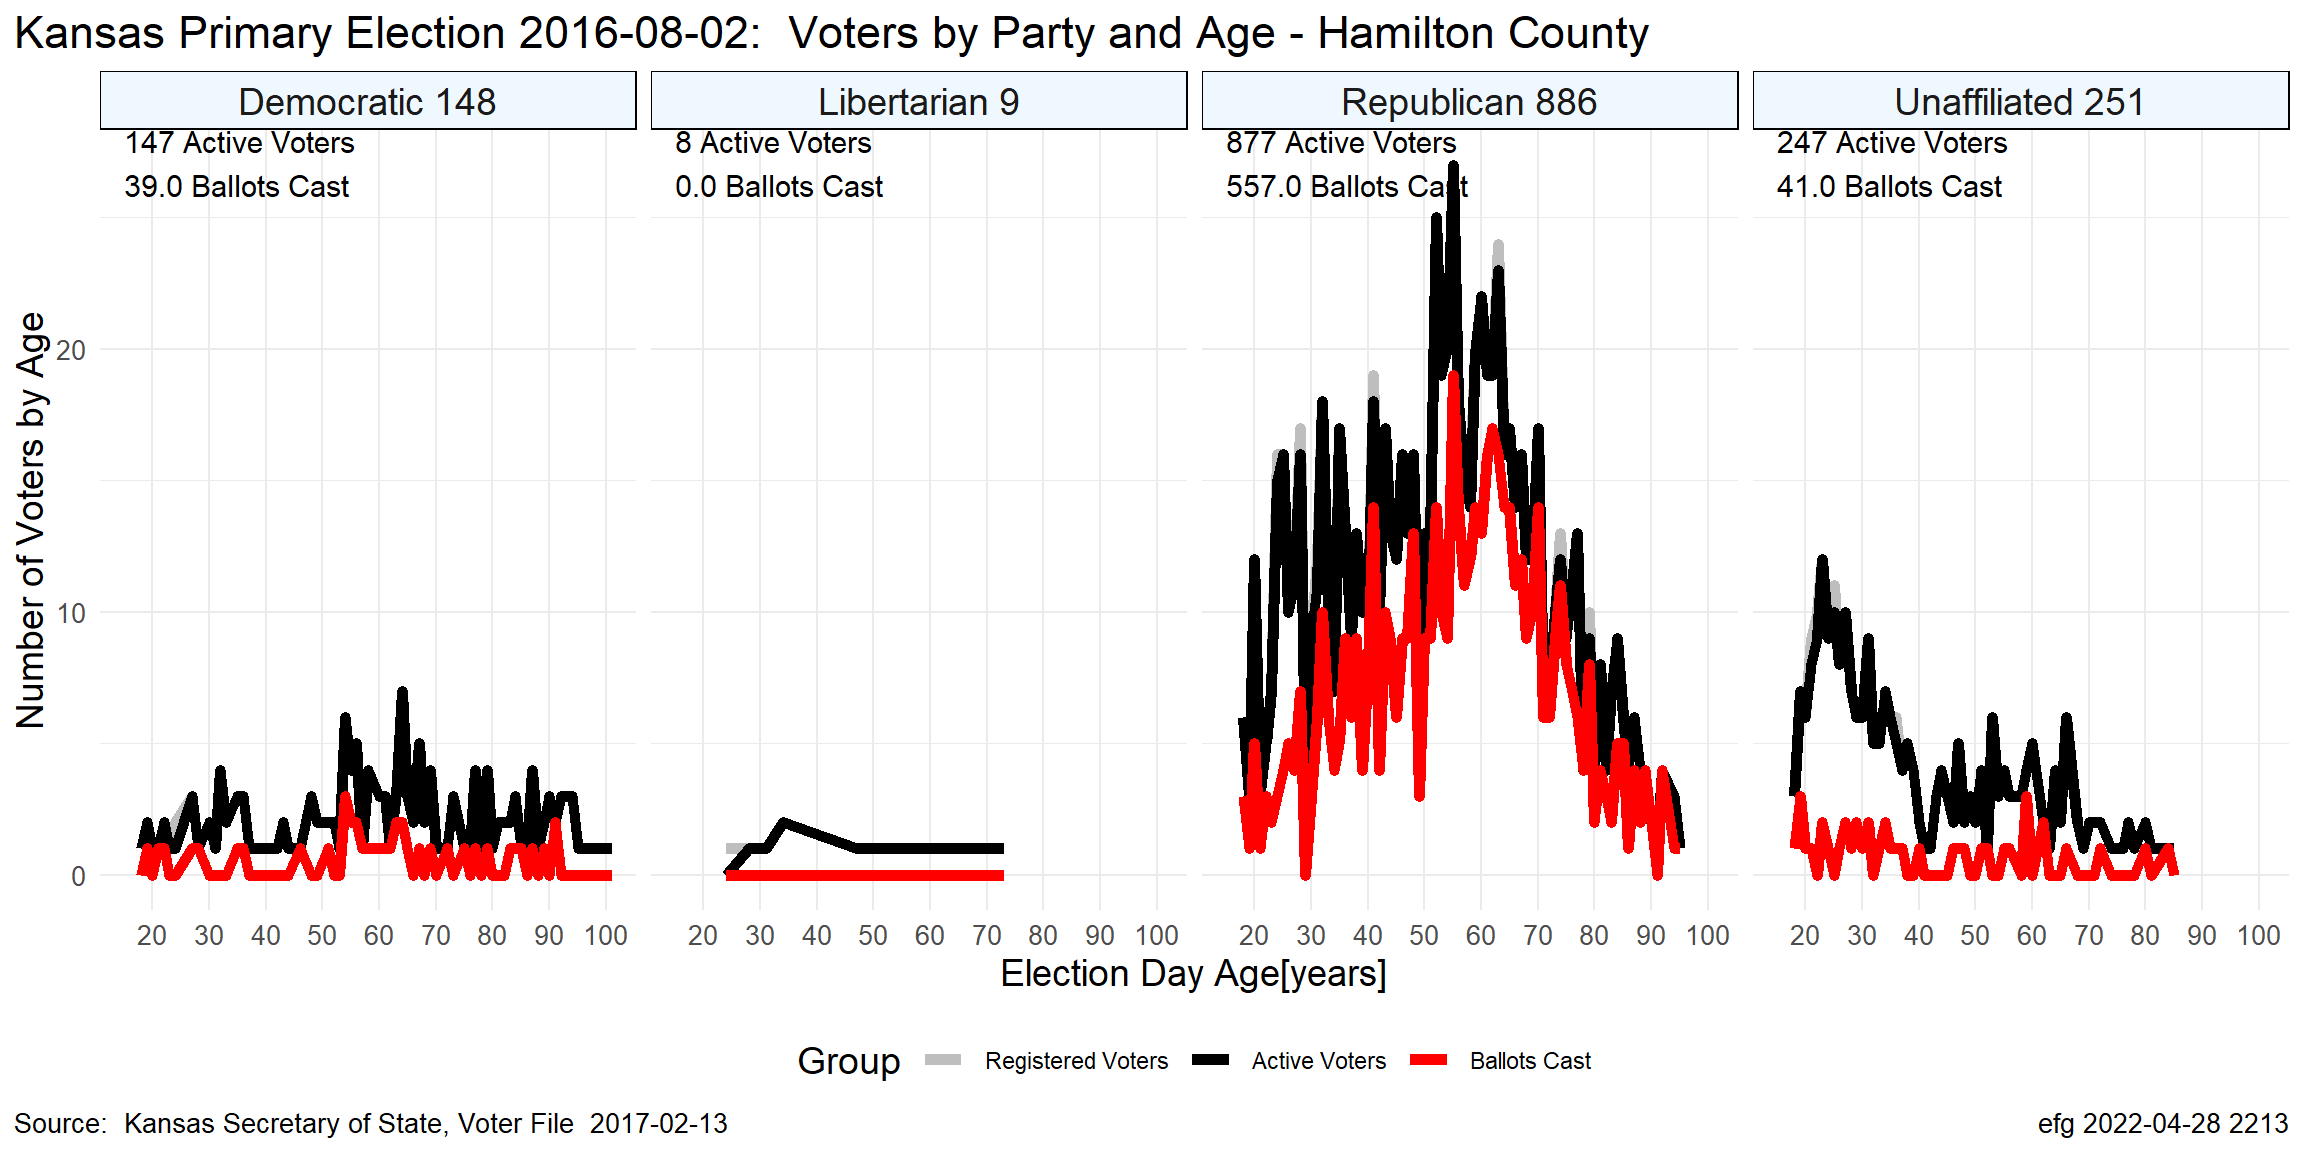 Kansas Primary Election 2016-08-02:  Voters by Party and Age - Hamilton County
Democratic 148
Libertarian 9
Republican 886
Unaffiliated 251
147 Active Voters
39.0 Ballots Cast
8 Active Voters
0.0 Ballots Cast
877 Active Voters
557.0 Ballots Cast
247 Active Voters
41.0 Ballots Cast
Number of Voters by Age
20
10
0
20 30 40 50 60 70 80 90 100
20 30 40 50 60 70 80 90 100
20 30 40 50 60 70 80 90 100
20 30 40 50 60 70 80 90 100
Election Day Age[years]
Group Registered Voters Active Voters Ballots Cast
Source:  Kansas Secretary of State, Voter File  2017-02-13
efg 2022-04-28 2213